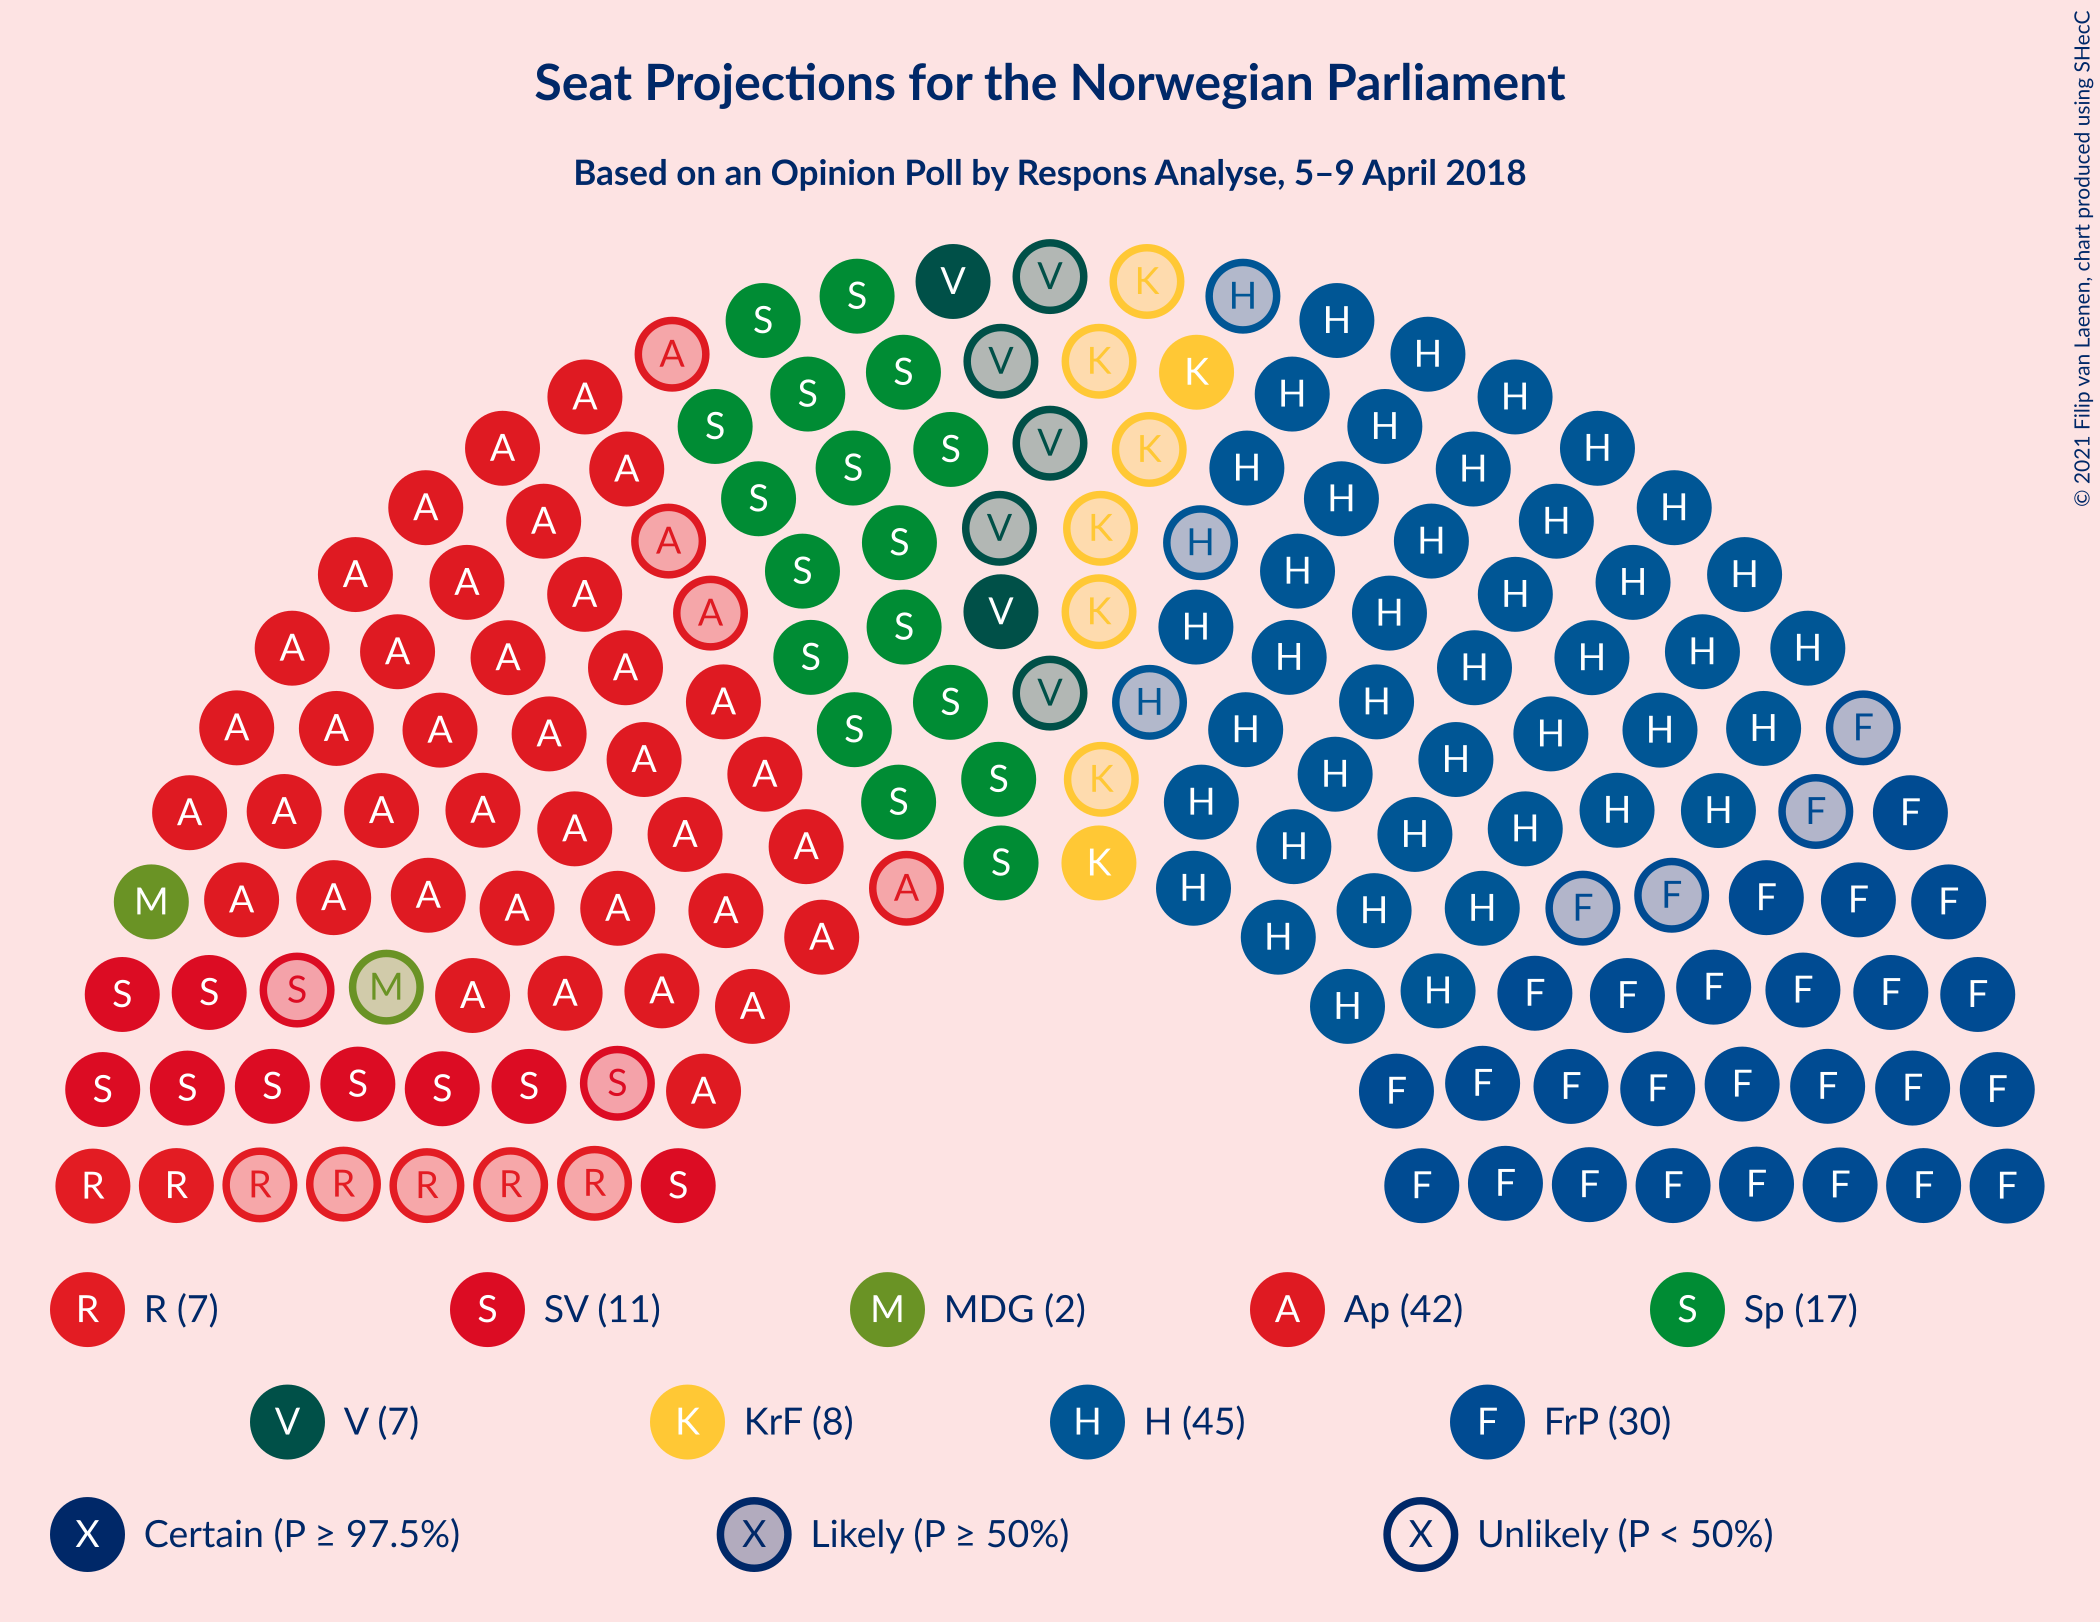 Seat Projections for the Norwegian Parliament
Based on an Opinion Poll by Respons Analyse, 5–9 April 2018
© 2021 Filip van Laenen, chart produced using SHecC
S S V V K H H
A S S V K K H H H
A A S S V K H H H H
A A A S S V K H H H H H
A A A A S S V K H H H H H H
A A A A A S S V H H H H H H H
A A A A A A S S K H H H H H H H F
A A A A A A A A S K H H H H H H H F F
M A A A A A A A H H H F F F F F
S S S M A A A A H H F F F F F F
S S S S S S S A F F F F F F F F
R R R R R R R S F F F F F F F F
R R (7) S SV (11) M MDG (2) A Ap (42) S Sp (17)
V V (7) K KrF (8) H H (45) F FrP (30)
X Certain (P ≥ 97.5%) X Likely (P ≥ 50%) X Unlikely (P < 50%)